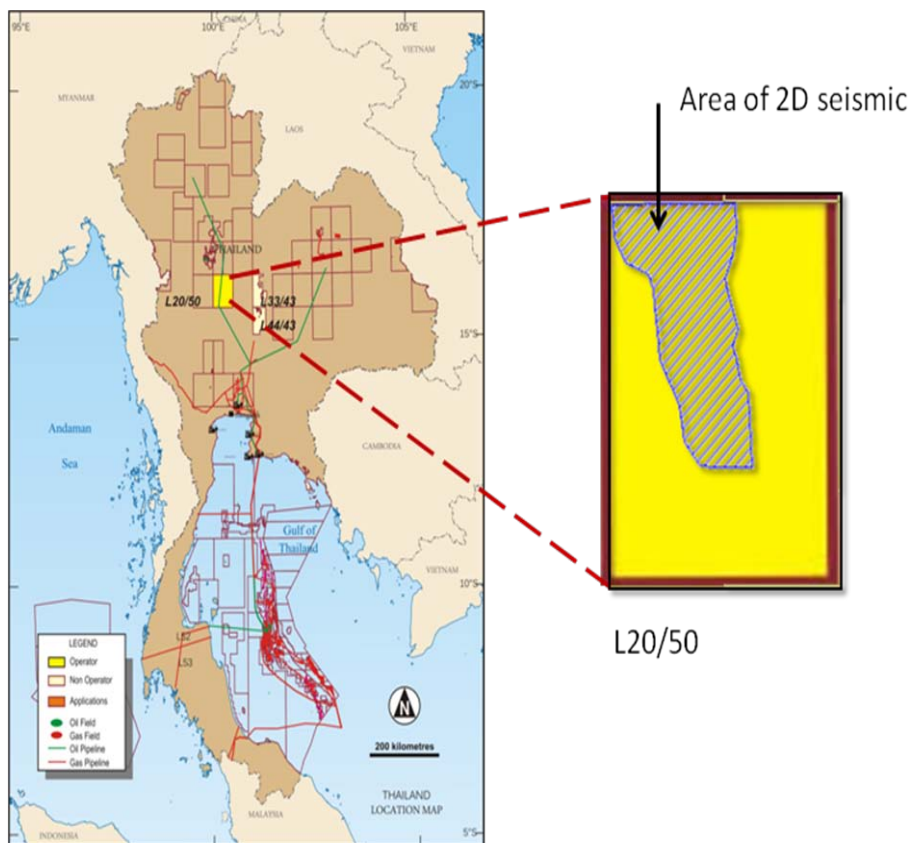 95°E
100°E
105°E
CHINA
VIETNAM
20°S
MYANMAR
LAOS
Area of 2D seismic
THAILAND
L20/50
L33/43
L44/43
15°S
Andaman
Sea
CAMBODIA
Gulf of
Thailand
VIETNAM
10°S
L20/50
LEGEND
Operator
Non Operator
Applications
Oil Field
Gas Field
Oil Pipeline
Gas Pipeline
L52
L53
N
200 kilometres
THAILAND
LOCATION MAP
MALAYSIA
INDONESIA
5°S